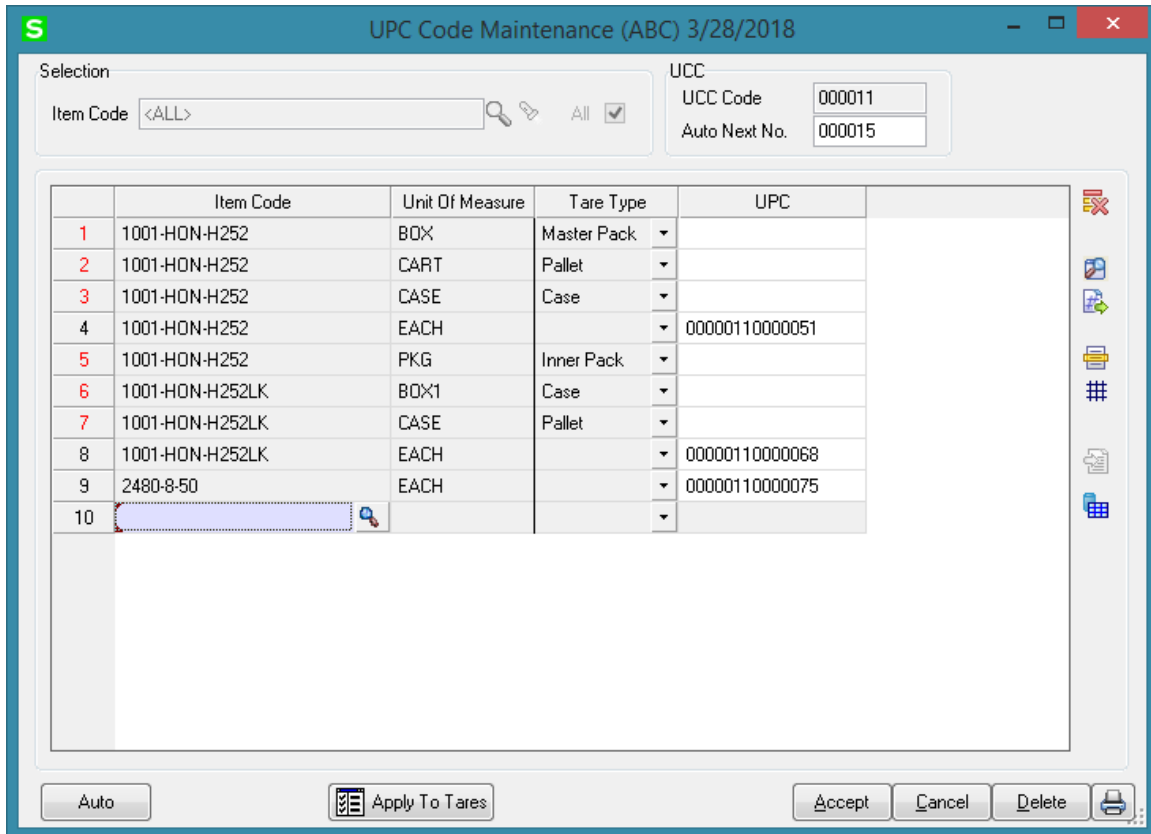 S UPC Code Maintenance (ABC) 3/28/2018
Selection
Item Code <ALL> All
UCC
UCC Code 000011
Auto Next No. 000015
Item Code Unit Of Measure Tare Type UPC
1 1001-HON-H252 BOX Master Pack
2 1001-HON-H252 CART Pallet
3 1001-HON-H252 CASE Case
4 1001-HON-H252 EACH 00000110000051
5 1001-HON-H252 PKG Inner Pack
6 1001-HON-H252LK BOX1 Case
7 1001-HON-H252LK CASE Pallet
8 1001-HON-H252LK EACH 00000110000068
9 2480-8-50 EACH 00000110000075
10
Auto Apply To Tares Accept Cancel Delete